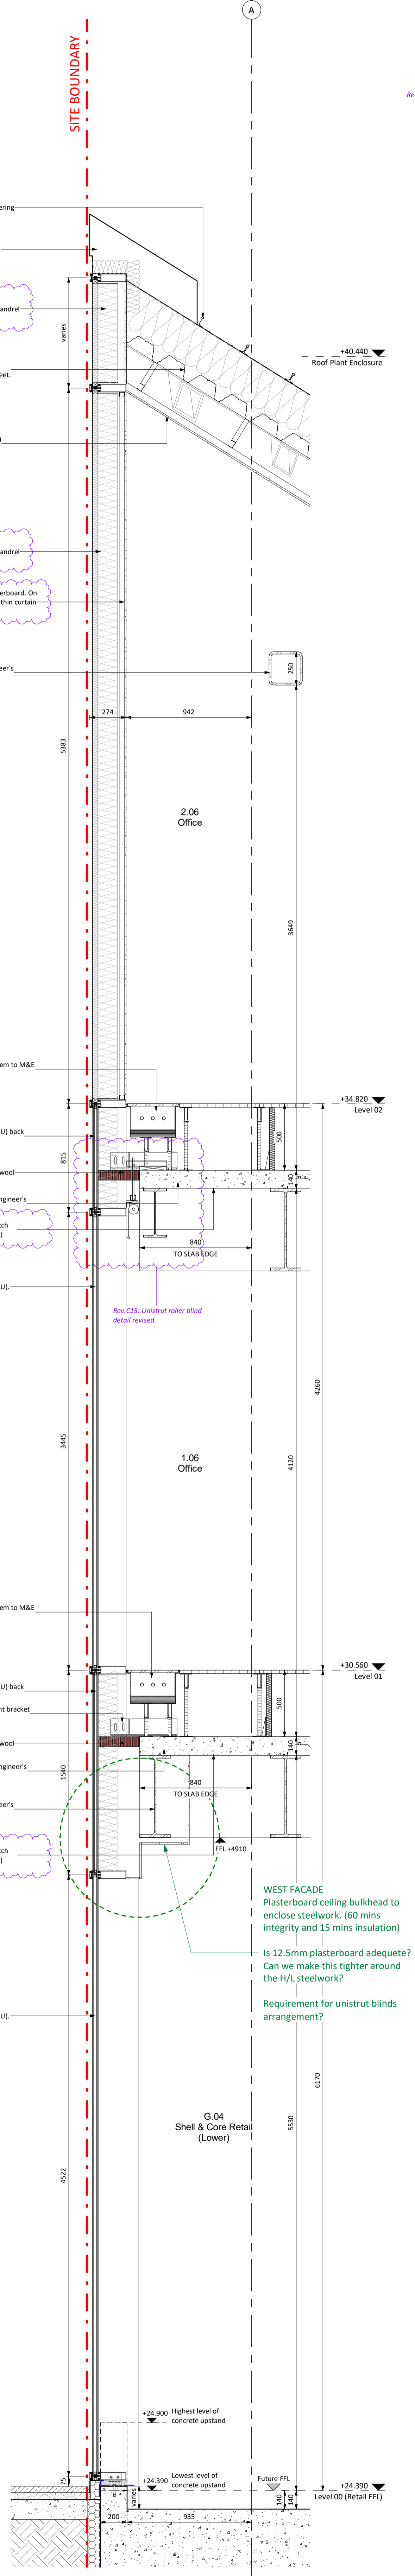 A
SITE BOUNDARY
Re
ering
andrel
varies
+40.440
Roof Plant Enclosure
eet.
)
andrel
erboard. On
thin curtain
eer's
250
274
942
5383
2.06
Office
3649
em to M&E
+34.820
Level 02
U) back
815
500
wool
140
ngineer's
tch
)
840
TO SLAB EDGE
U).
Rev.C15: Unistrut roller blind
detail revised.
4260
3445
1.06
Office
4120
em to M&E
+30.560
Level 01
U) back
nt bracket
500
wool
140
ngineer's
1540
840
TO SLAB EDGE
eer's
tch
)
FFL +4910
WEST FACADE
Plasterboard ceiling bulkhead to
enclose steelwork. (60 mins
integrity and 15 mins insulation)
Is 12.5mm plasterboard adequete?
Can we make this tighter around
the H/L steelwork?
Requirement for unistrut blinds
arrangement?
U).
6170
G.04
Shell & Core Retail
(Lower)
5530
4522
+24.900
Highest level of
concrete upstand
75
+24.390
Lowest level of
concrete upstand
Future FFL
+24.390
Level 00 (Retail FFL)
varies
140
140
200
935